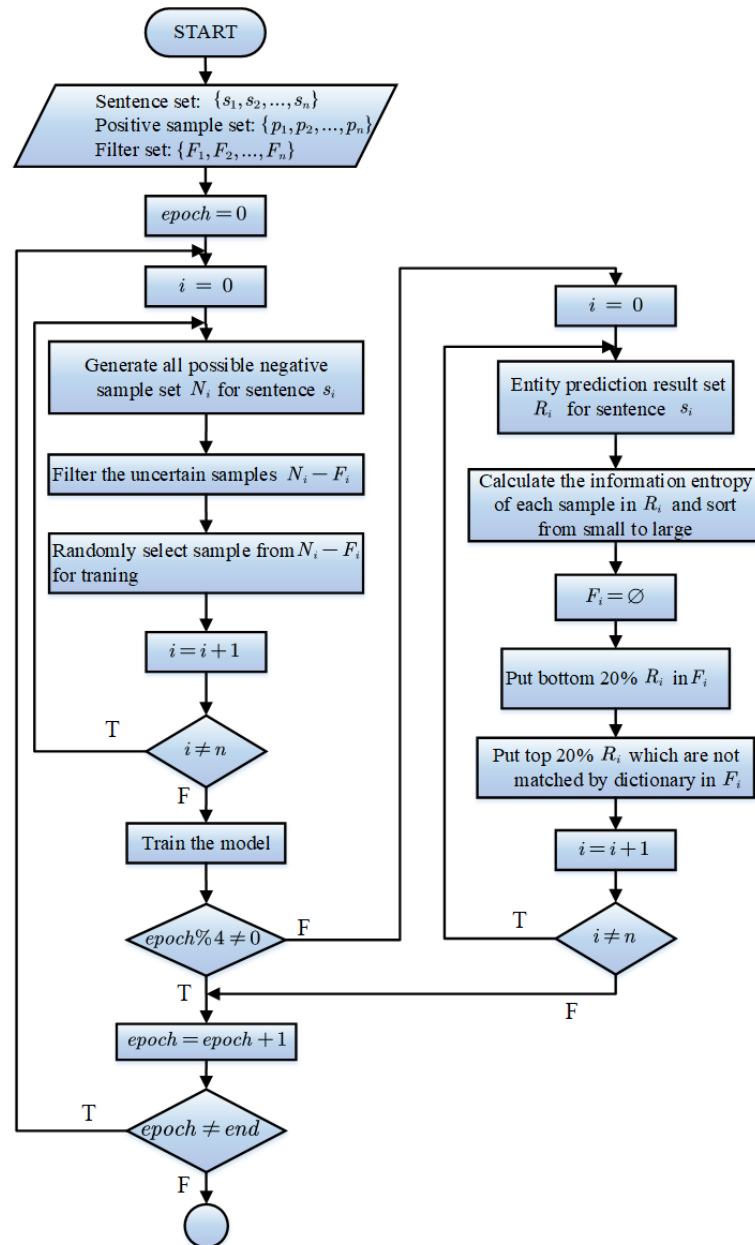 START
Sentence set: {s₁, s₂, ..., sₙ}
Positive sample set: {p₁, p₂, ..., pₙ}
Filter set: {F₁, F₂, ..., Fₙ}
epoch = 0
i = 0
Generate all possible negative
sample set Nᵢ for sentence sᵢ
Filter the uncertain samples Nᵢ − Fᵢ
Randomly select sample from Nᵢ − Fᵢ
for traning
i = i + 1
T
i ≠ n
F
Train the model
epoch%4 ≠ 0
F
T
epoch = epoch + 1
T
epoch ≠ end
F
i = 0
Entity prediction result set
Rᵢ for sentence sᵢ
Calculate the information entropy
of each sample in Rᵢ and sort
from small to large
Fᵢ = ∅
Put bottom 20% Rᵢ in Fᵢ
Put top 20% Rᵢ which are not
matched by dictionary in Fᵢ
i = i + 1
T
i ≠ n
F